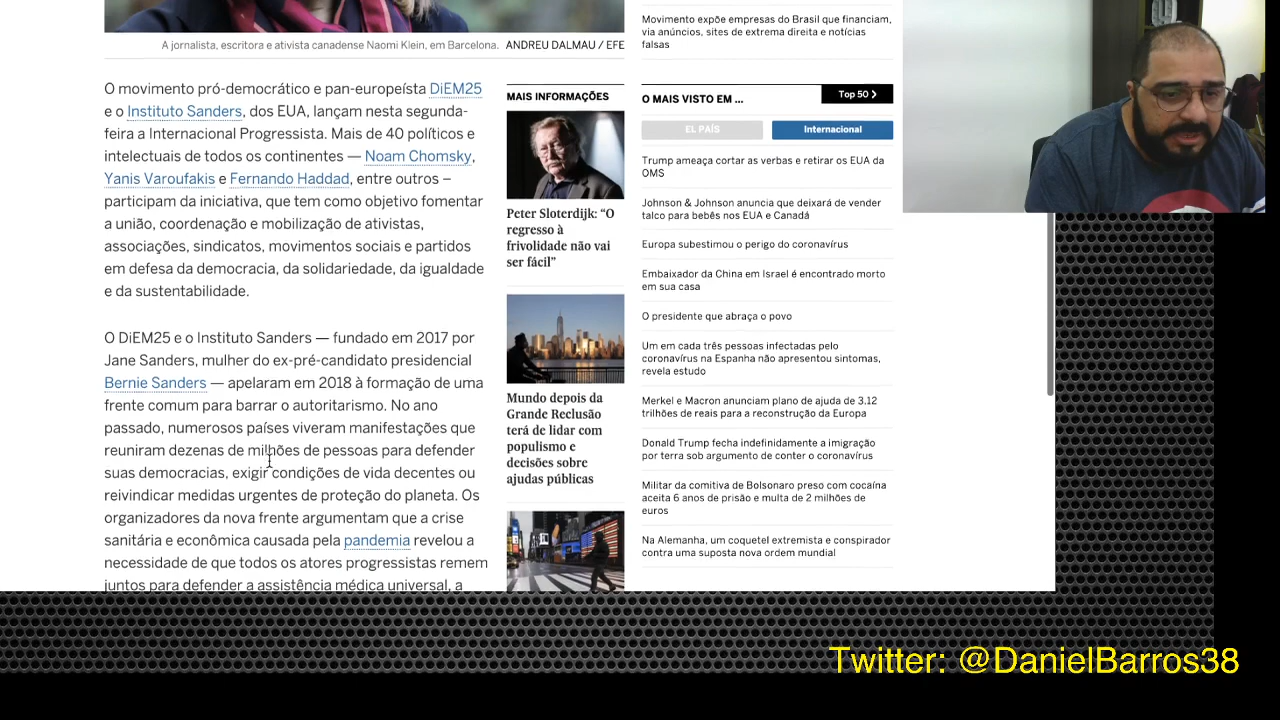 A jornalista, escritora e ativista canadense Naomi Klein, em Barcelona. ANDREU DALMAU / EFE
O movimento pró-democrático e pan-europeísta DiEM25
e o Instituto Sanders, dos EUA, lançam nesta segunda-
feira a Internacional Progressista. Mais de 40 políticos e
intelectuais de todos os continentes — Noam Chomsky,
Yanis Varoufakis e Fernando Haddad, entre outros –
participam da iniciativa, que tem como objetivo fomentar
a união, coordenação e mobilização de ativistas,
associações, sindicatos, movimentos sociais e partidos
em defesa da democracia, da solidariedade, da igualdade
e da sustentabilidade.
O DiEM25 e o Instituto Sanders — fundado em 2017 por
Jane Sanders, mulher do ex-pré-candidato presidencial
Bernie Sanders — apelaram em 2018 à formação de uma
frente comum para barrar o autoritarismo. No ano
passado, numerosos países viveram manifestações que
reuniram dezenas de milhões de pessoas para defender
suas democracias, exigir condições de vida decentes ou
reivindicar medidas urgentes de proteção do planeta. Os
organizadores da nova frente argumentam que a crise
sanitária e econômica causada pela pandemia revelou a
necessidade de que todos os atores progressistas remem
juntos para defender a assistência médica universal, a
MAIS INFORMAÇÕES
Peter Sloterdijk: “O
regresso à
frivolidade não vai
ser fácil”
Mundo depois da
Grande Reclusão
terá de lidar com
populismo e
decisões sobre
ajudas públicas
Movimento expõe empresas do Brasil que financiam,
via anúncios, sites de extrema direita e notícias
falsas
O MAIS VISTO EM ...
Top 50
EL PAÍS
Internacional
Trump ameaça cortar as verbas e retirar os EUA da
OMS
Johnson & Johnson anuncia que deixará de vender
talco para bebês nos EUA e Canadá
Europa subestimou o perigo do coronavírus
Embaixador da China em Israel é encontrado morto
em sua casa
O presidente que abraça o povo
Um em cada três pessoas infectadas pelo
coronavírus na Espanha não apresentou sintomas,
revela estudo
Merkel e Macron anunciam plano de ajuda de 3,12
trilhões de reais para a reconstrução da Europa
Donald Trump fecha indefinidamente a imigração
por terra sob argumento de conter o coronavírus
Militar da comitiva de Bolsonaro preso com cocaína
aceita 6 anos de prisão e multa de 2 milhões de
euros
Na Alemanha, um coquetel extremista e conspirador
contra uma suposta nova ordem mundial
Twitter: @DanielBarros38